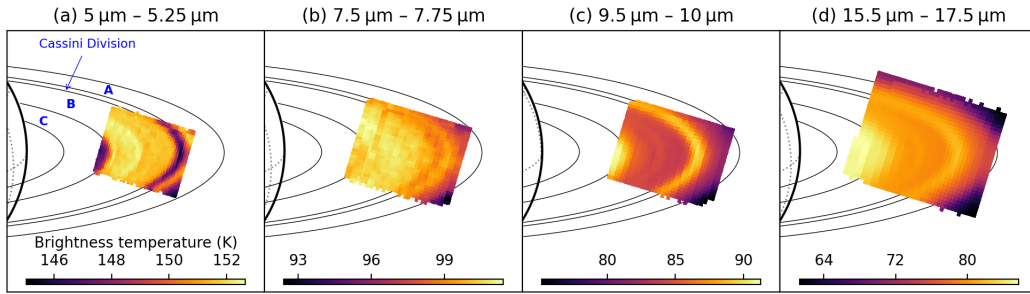 (a) 5 μm – 5.25 μm
(b) 7.5 μm – 7.75 μm
(c) 9.5 μm – 10 μm
(d) 15.5 μm – 17.5 μm
Cassini Division
A
B
C
Brightness temperature (K)
146 148 150 152
93 96 99
80 85 90
64 72 80